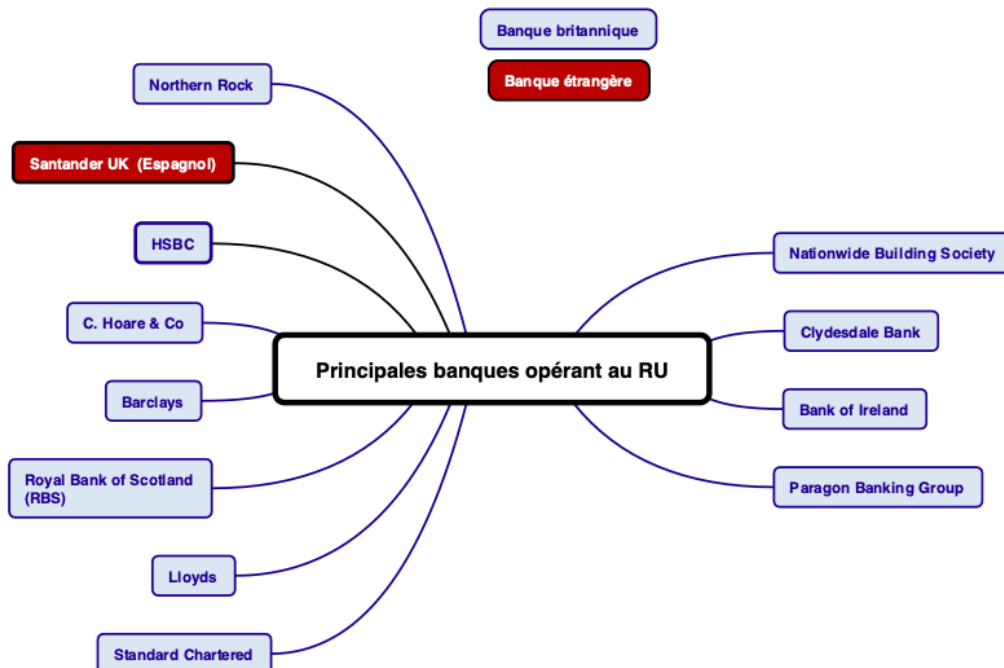 Banque britannique
Banque étrangère
Northern Rock
Santander UK (Espagnol)
HSBC
C. Hoare & Co
Barclays
Royal Bank of Scotland
(RBS)
Lloyds
Standard Chartered
Principales banques opérant au RU
Nationwide Building Society
Clydesdale Bank
Bank of Ireland
Paragon Banking Group